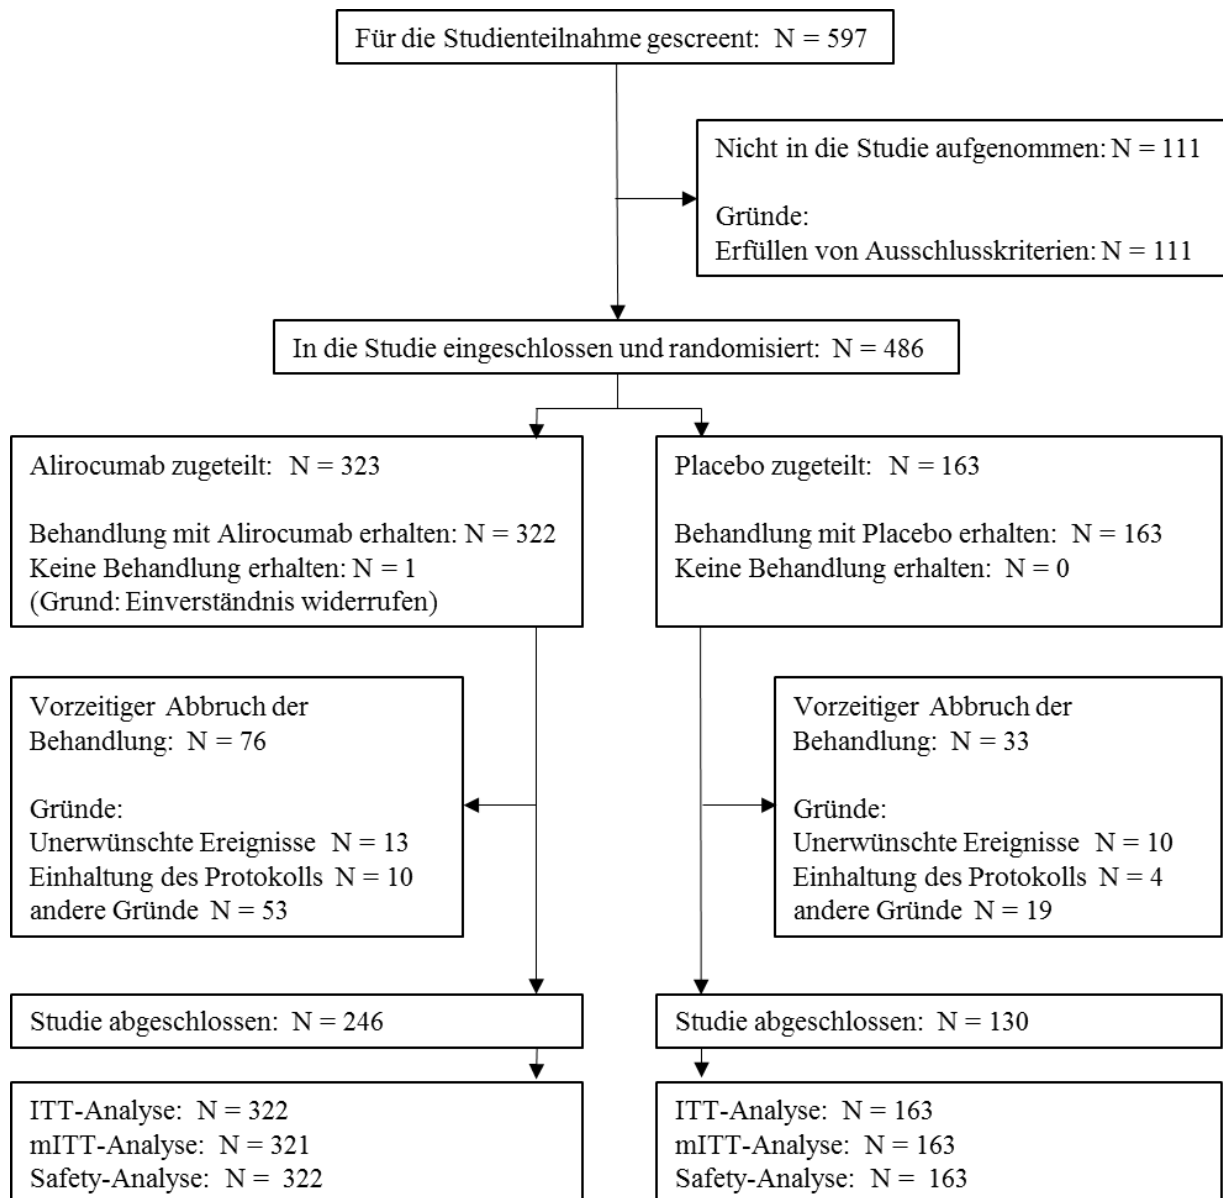 Für die Studienteilnahme gescreent: N = 597
Nicht in die Studie aufgenommen: N = 111
Gründe:
Erfüllen von Ausschlusskriterien: N = 111
In die Studie eingeschlossen und randomisiert: N = 486
Alirocumab zugeteilt: N = 323
Behandlung mit Alirocumab erhalten: N = 322
Keine Behandlung erhalten: N = 1
(Grund: Einverständnis widerrufen)
Placebo zugeteilt: N = 163
Behandlung mit Placebo erhalten: N = 163
Keine Behandlung erhalten: N = 0
Vorzeitiger Abbruch der
Behandlung: N = 76
Gründe:
Unerwünschte Ereignisse N = 13
Einhaltung des Protokolls N = 10
andere Gründe N = 53
Vorzeitiger Abbruch der
Behandlung: N = 33
Gründe:
Unerwünschte Ereignisse N = 10
Einhaltung des Protokolls N = 4
andere Gründe N = 19
Studie abgeschlossen: N = 246
Studie abgeschlossen: N = 130
ITT-Analyse: N = 322
mITT-Analyse: N = 321
Safety-Analyse: N = 322
ITT-Analyse: N = 163
mITT-Analyse: N = 163
Safety-Analyse: N = 163